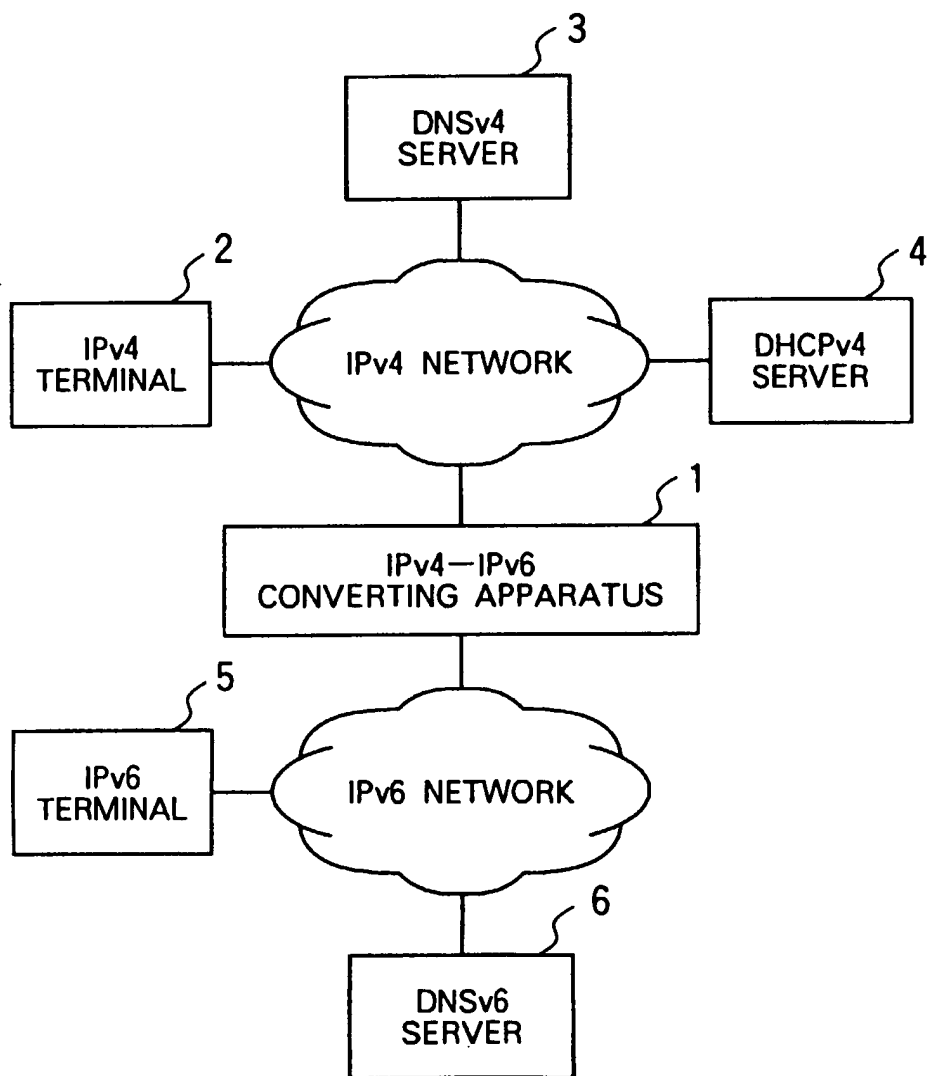 3
DNSv4
SERVER
2
4
IPv4
TERMINAL
IPv4 NETWORK
DHCPv4
SERVER
1
IPv4—IPv6
CONVERTING APPARATUS
5
IPv6
TERMINAL
IPv6 NETWORK
6
DNSv6
SERVER